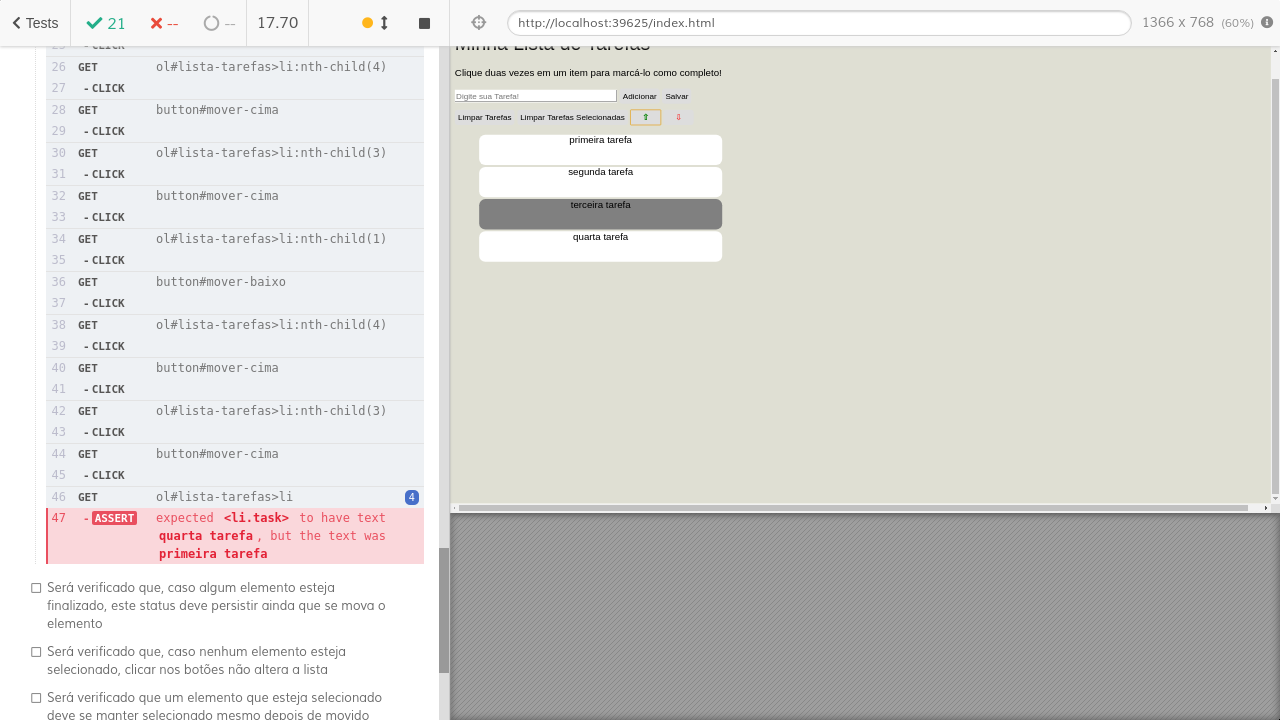 Tests
21
--
--
17.70
http://localhost:39625/index.html
1366 x 768 (60%)
25 - CLICK
26 GET ol#lista-tarefas>li:nth-child(4)
27 - CLICK
28 GET button#mover-cima
29 - CLICK
30 GET ol#lista-tarefas>li:nth-child(3)
31 - CLICK
32 GET button#mover-cima
33 - CLICK
34 GET ol#lista-tarefas>li:nth-child(1)
35 - CLICK
36 GET button#mover-baixo
37 - CLICK
38 GET ol#lista-tarefas>li:nth-child(4)
39 - CLICK
40 GET button#mover-cima
41 - CLICK
42 GET ol#lista-tarefas>li:nth-child(3)
43 - CLICK
44 GET button#mover-cima
45 - CLICK
46 GET ol#lista-tarefas>li 4
47 - ASSERT expected <li.task> to have text
quarta tarefa, but the text was
primeira tarefa
Será verificado que, caso algum elemento esteja
finalizado, este status deve persistir ainda que se mova o
elemento
Será verificado que, caso nenhum elemento esteja
selecionado, clicar nos botões não altera a lista
Será verificado que um elemento que esteja selecionado
deve se manter selecionado mesmo depois de movido
Minha Lista de Tarefas
Clique duas vezes em um item para marcá-lo como completo!
Digite sua Tarefa! Adicionar Salvar
Limpar Tarefas Limpar Tarefas Selecionadas ⇧ ⇩
primeira tarefa
segunda tarefa
terceira tarefa
quarta tarefa